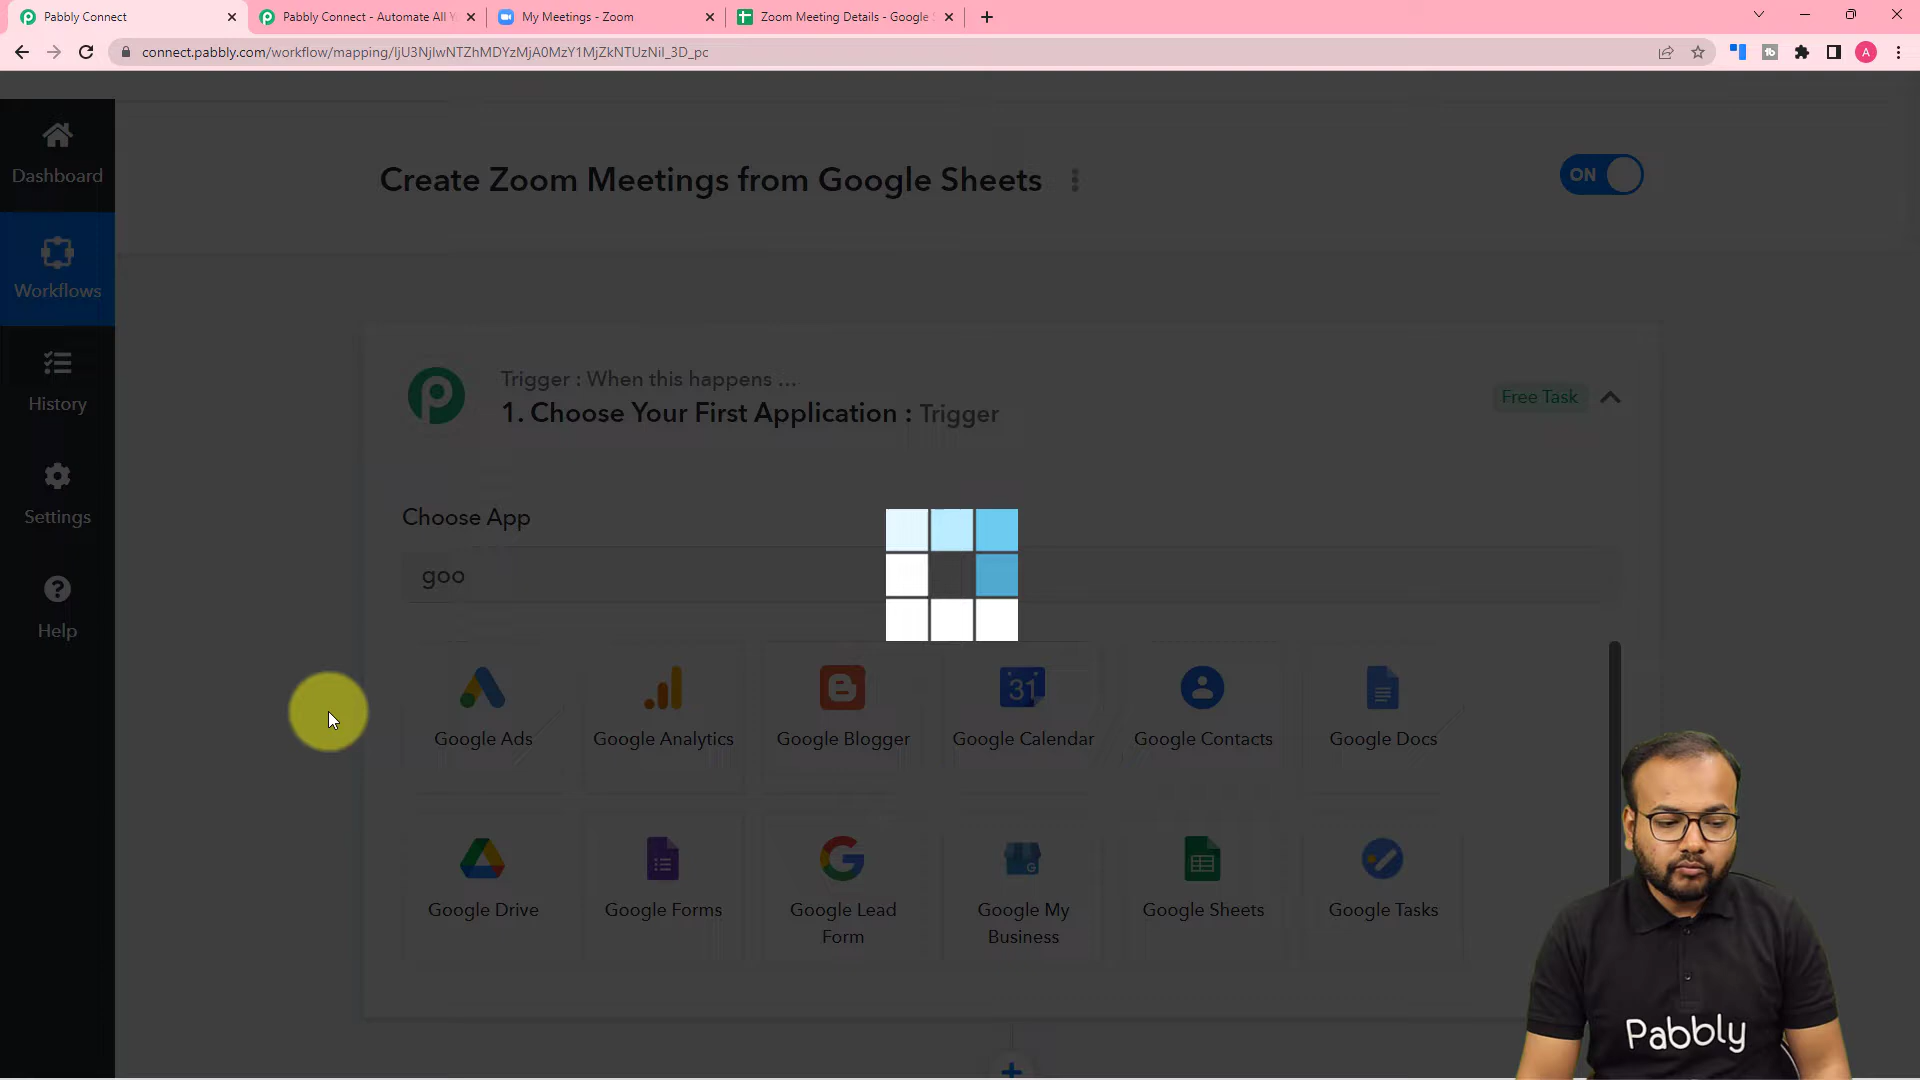 Pabbly Connect
Pabbly Connect - Automate All Y
My Meetings - Zoom
Zoom Meeting Details - Google S
connect.pabbly.com/workflow/mapping/
A
Dashboard
Create Zoom Meetings from Google Sheets
ON
Workflows
Trigger : When this happens ...
1. Choose Your First Application : Trigger
Free Task
History
Choose App
Settings
goo
Help
31
Google Ads
Google Analytics
Google Blogger
Google Calendar
Google Contacts
Google Docs
Google Drive
Google Forms
Google Lead
Form
Google My
Business
Google Sheets
Google Tasks
Pabbly